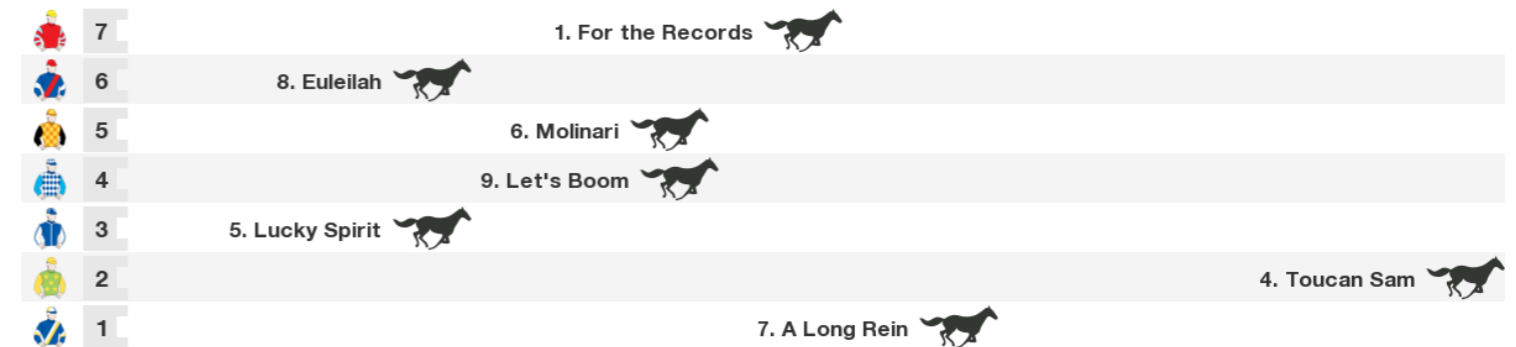 7 1. For the Records
6 8. Euleilah
5 6. Molinari
4 9. Let's Boom
3 5. Lucky Spirit
2 4. Toucan Sam
1 7. A Long Rein